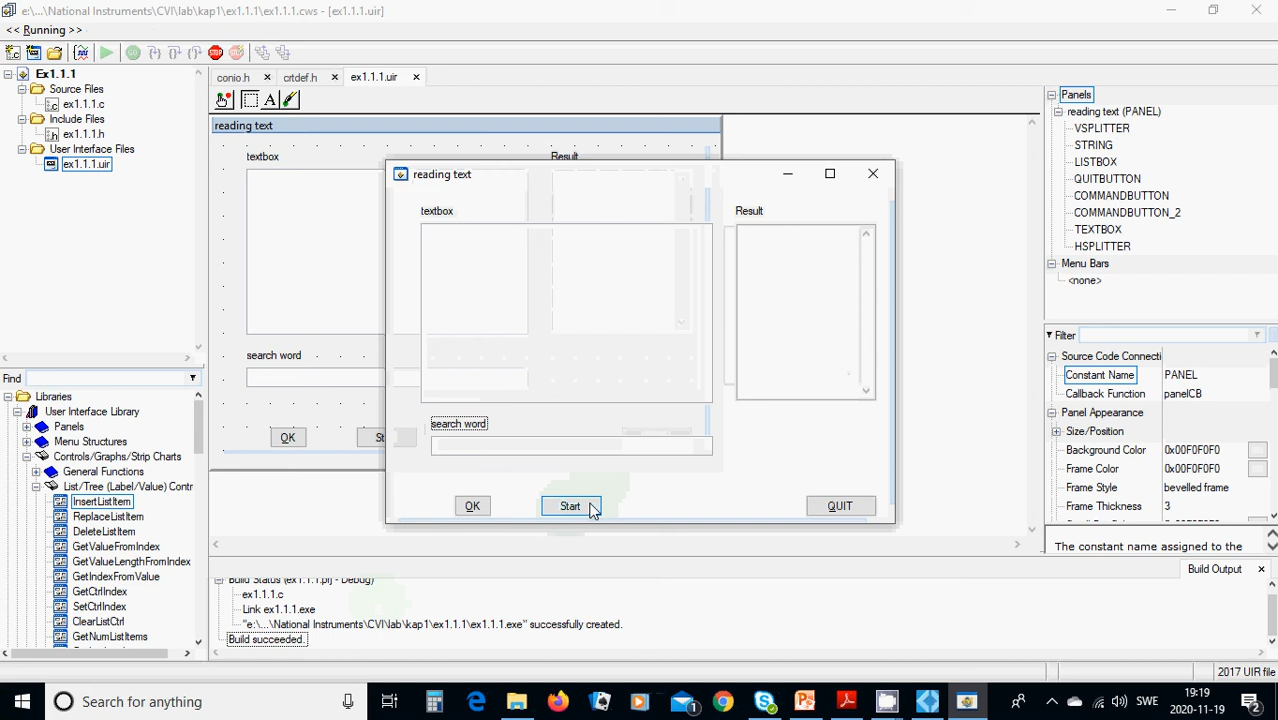 e:\...\National Instruments\CVI\lab\kap1\ex1.1.1\ex1.1.1.cws - [ex1.1.1.uir]
<< Running >>
Ex1.1.1
Source Files
ex1.1.1.c
Include Files
ex1.1.1.h
User Interface Files
ex1.1.1.uir
conio.h
crtdef.h
ex1.1.1.uir
reading text
textbox
Result
search word
OK
St
reading text
textbox
Result
search word
OK
Start
QUIT
Panels
reading text (PANEL)
VSPLITTER
STRING
LISTBOX
QUITBUTTON
COMMANDBUTTON
COMMANDBUTTON_2
TEXTBOX
HSPLITTER
Menu Bars
<none>
Filter
Source Code Connecti
Constant Name PANEL
Callback Function panelCB
Panel Appearance
Size/Position
Background Color 0x00F0F0F0
Frame Color 0x00F0F0F0
Frame Style bevelled frame
Frame Thickness 3
The constant name assigned to the
Find
Libraries
User Interface Library
Panels
Menu Structures
Controls/Graphs/Strip Charts
General Functions
List/Tree (Label/Value) Contr
InsertListItem
ReplaceListItem
DeleteListItem
GetValueFromIndex
GetValueLengthFromIndex
GetIndexFromValue
GetCtrlIndex
SetCtrlIndex
ClearListCtrl
GetNumListItems
Build Output
Build Status (ex1.1.1.prj - Debug)
ex1.1.1.c
Link ex1.1.1.exe
"e:\...\National Instruments\CVI\lab\kap1\ex1.1.1\ex1.1.1.exe" successfully created.
Build succeeded.
2017 UIR file
Search for anything
SWE
19:19
2020-11-19